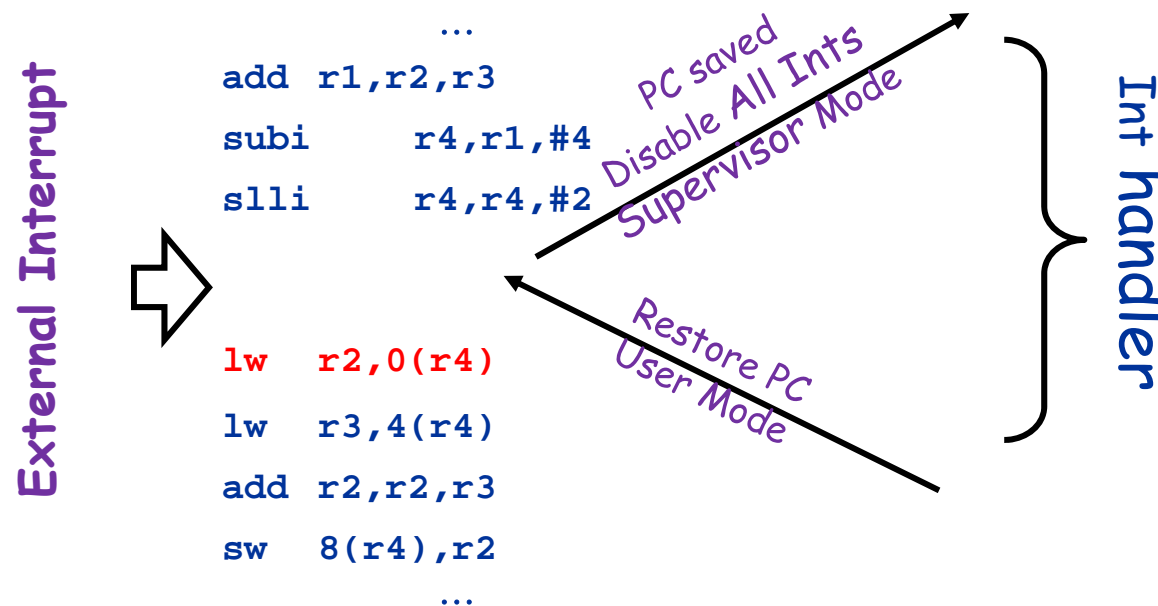 External Interrupt
…
add r1,r2,r3
subi r4,r1,#4
slli r4,r4,#2
lw r2,0(r4)
lw r3,4(r4)
add r2,r2,r3
sw 8(r4),r2
…
PC saved
Disable All Ints
Supervisor Mode
Restore PC
User Mode
Int handler